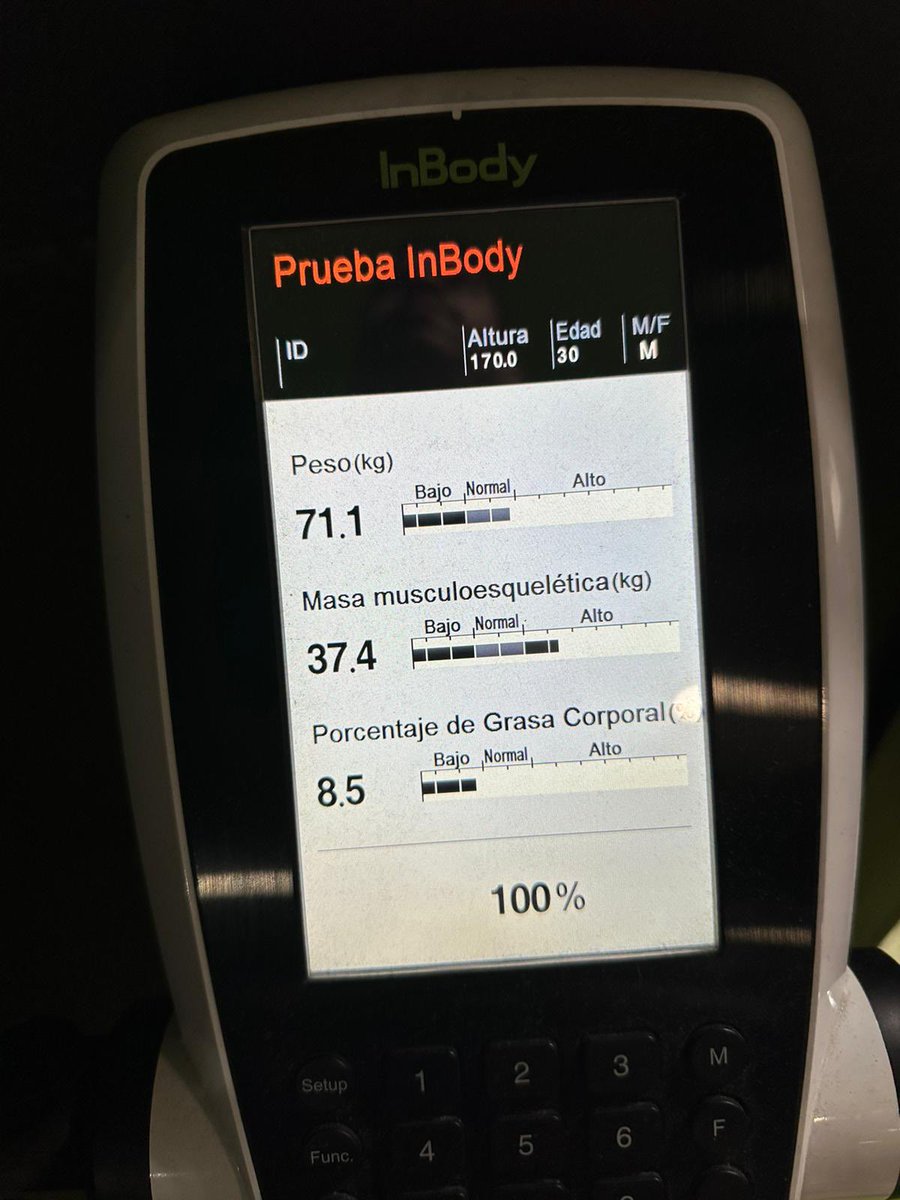 InBody
Prueba InBody
ID Altura Edad M/F
170.0 30 M
Peso(kg)
Bajo Normal Alto
71.1
Masa musculoesquelética(kg)
Bajo Normal Alto
37.4
Porcentaje de Grasa Corporal(%)
Bajo Normal Alto
8.5
100%
Setup 1 2 3 M
Func. 4 5 6 F